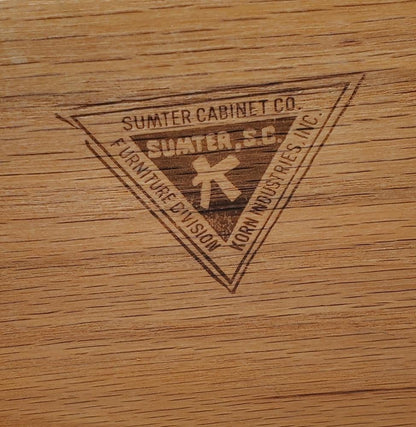 SUMTER CABINET CO.
SUMTER, S.C.
K
FURNITURE DIVISION
KORN INDUSTRIES, INC.